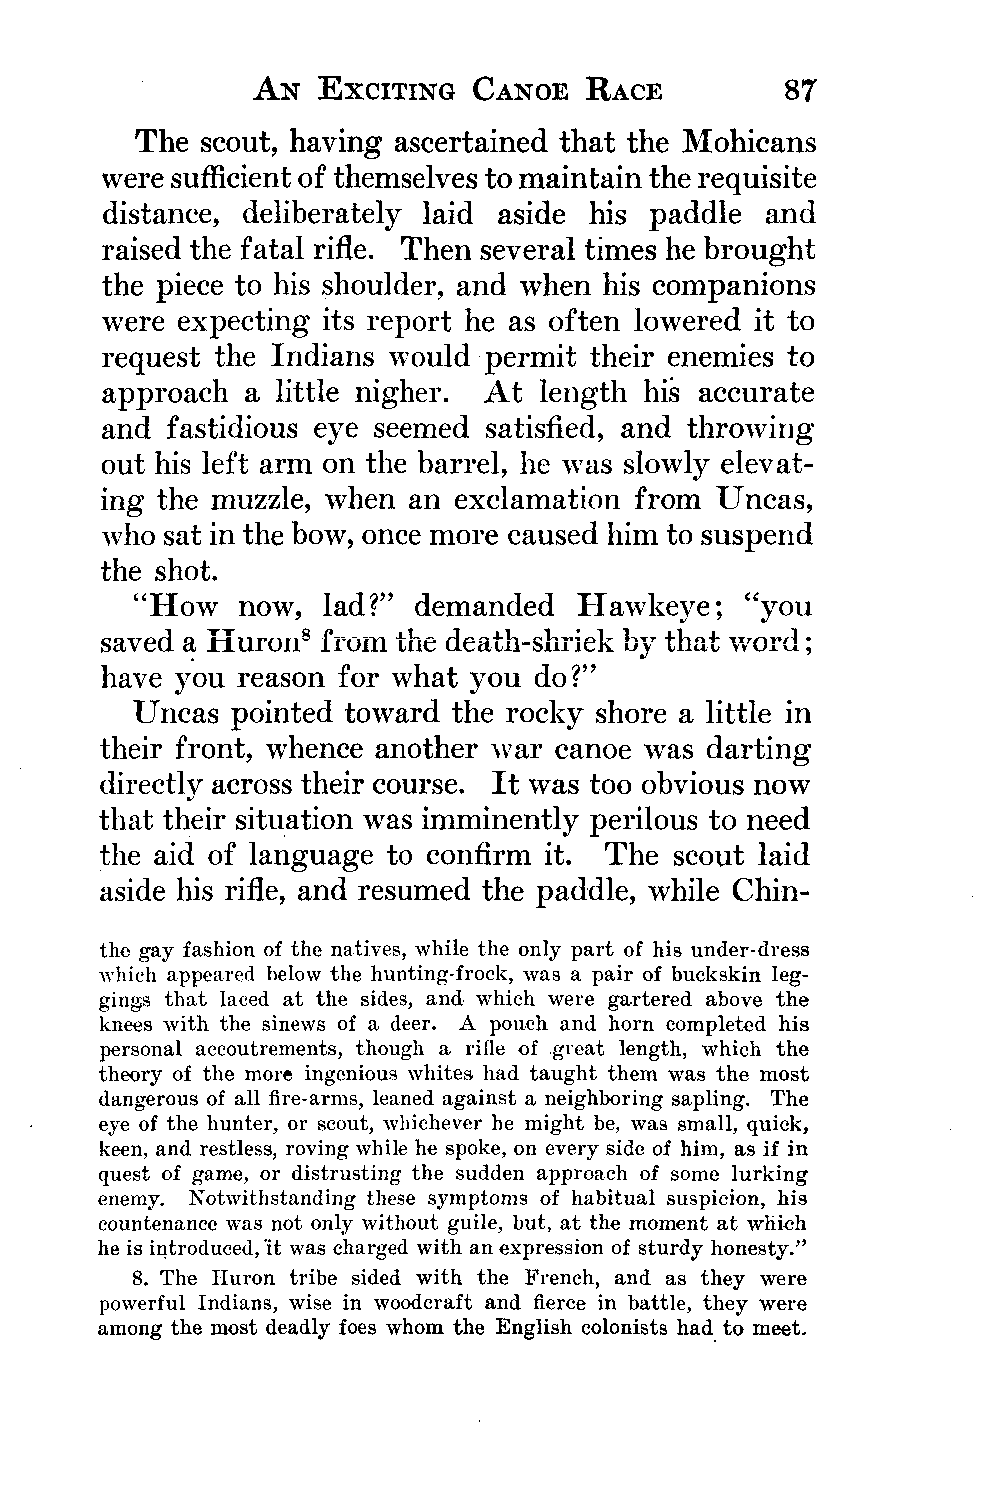 AN EXCITING CANOE RACE 87
The scout, having ascertained that the Mohicans
were sufficient of themselves to maintain the requisite
distance, deliberately laid aside his paddle and
raised the fatal rifle. Then several times he brought
the piece to his shoulder, and when his companions
were expecting its report he as often lowered it to
request the Indians would permit their enemies to
approach a little nigher. At length his accurate
and fastidious eye seemed satisfied, and throwing
out his left arm on the barrel, he was slowly elevat-
ing the muzzle, when an exclamation from Uncas,
who sat in the bow, once more caused him to suspend
the shot.
“How now, lad?” demanded Hawkeye; “you
saved a Huron⁸ from the death-shriek by that word;
have you reason for what you do?”
Uncas pointed toward the rocky shore a little in
their front, whence another war canoe was darting
directly across their course. It was too obvious now
that their situation was imminently perilous to need
the aid of language to confirm it. The scout laid
aside his rifle, and resumed the paddle, while Chin-
the gay fashion of the natives, while the only part of his under-dress
which appeared below the hunting-frock, was a pair of buckskin leg-
gings that laced at the sides, and which were gartered above the
knees with the sinews of a deer. A pouch and horn completed his
personal accoutrements, though a rifle of great length, which the
theory of the more ingenious whites had taught them was the most
dangerous of all fire-arms, leaned against a neighboring sapling. The
eye of the hunter, or scout, whichever he might be, was small, quick,
keen, and restless, roving while he spoke, on every side of him, as if in
quest of game, or distrusting the sudden approach of some lurking
enemy. Notwithstanding these symptoms of habitual suspicion, his
countenance was not only without guile, but, at the moment at which
he is introduced, it was charged with an expression of sturdy honesty.”
8. The Huron tribe sided with the French, and as they were
powerful Indians, wise in woodcraft and fierce in battle, they were
among the most deadly foes whom the English colonists had to meet.